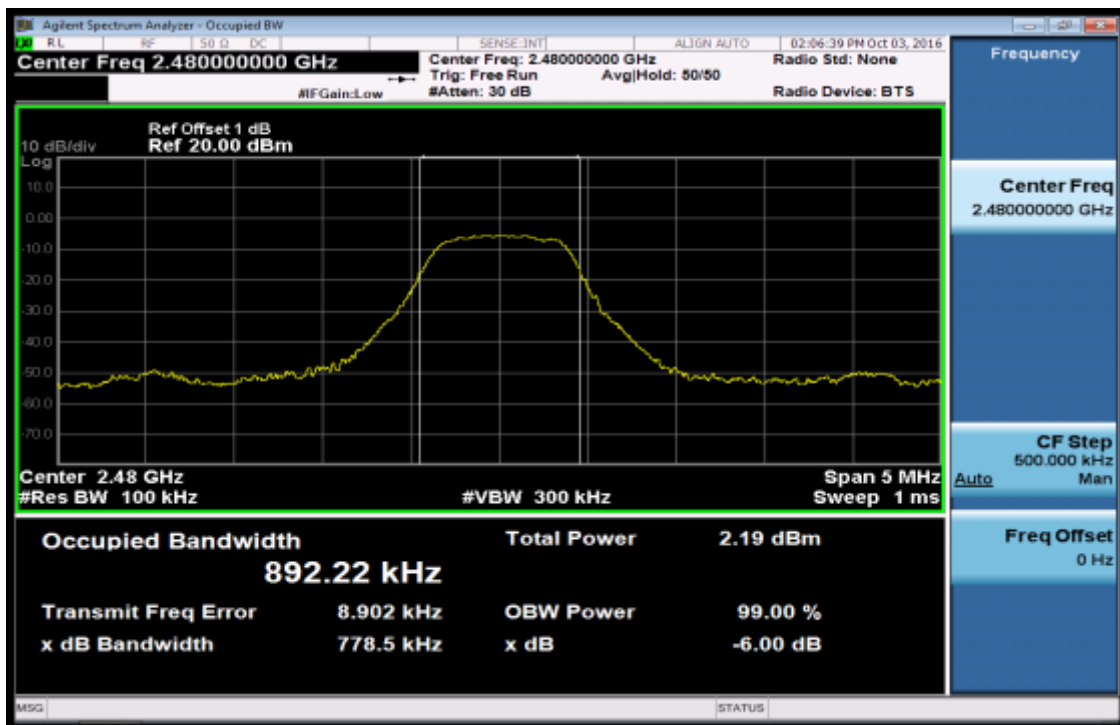 Agilent Spectrum Analyzer - Occupied BW
RL RF 50 Ω DC SENSE:INT ALIGN AUTO 02:06:39 PM Oct 03, 2016
Center Freq 2.480000000 GHz
Center Freq: 2.480000000 GHz Radio Std: None
Trig: Free Run Avg|Hold: 50/50
#IFGain:Low #Atten: 30 dB Radio Device: BTS
Ref Offset 1 dB
10 dB/div Ref 20.00 dBm
Log
10.0
0.00
-10.0
-20.0
-30.0
-40.0
-50.0
-60.0
-70.0
Center 2.48 GHz Span 5 MHz
#Res BW 100 kHz #VBW 300 kHz Sweep 1 ms
Occupied Bandwidth Total Power 2.19 dBm
892.22 kHz
Transmit Freq Error 8.902 kHz OBW Power 99.00 %
x dB Bandwidth 778.5 kHz x dB -6.00 dB
MSG STATUS
Frequency
Center Freq
2.480000000 GHz
CF Step
500.000 kHz
Auto Man
Freq Offset
0 Hz